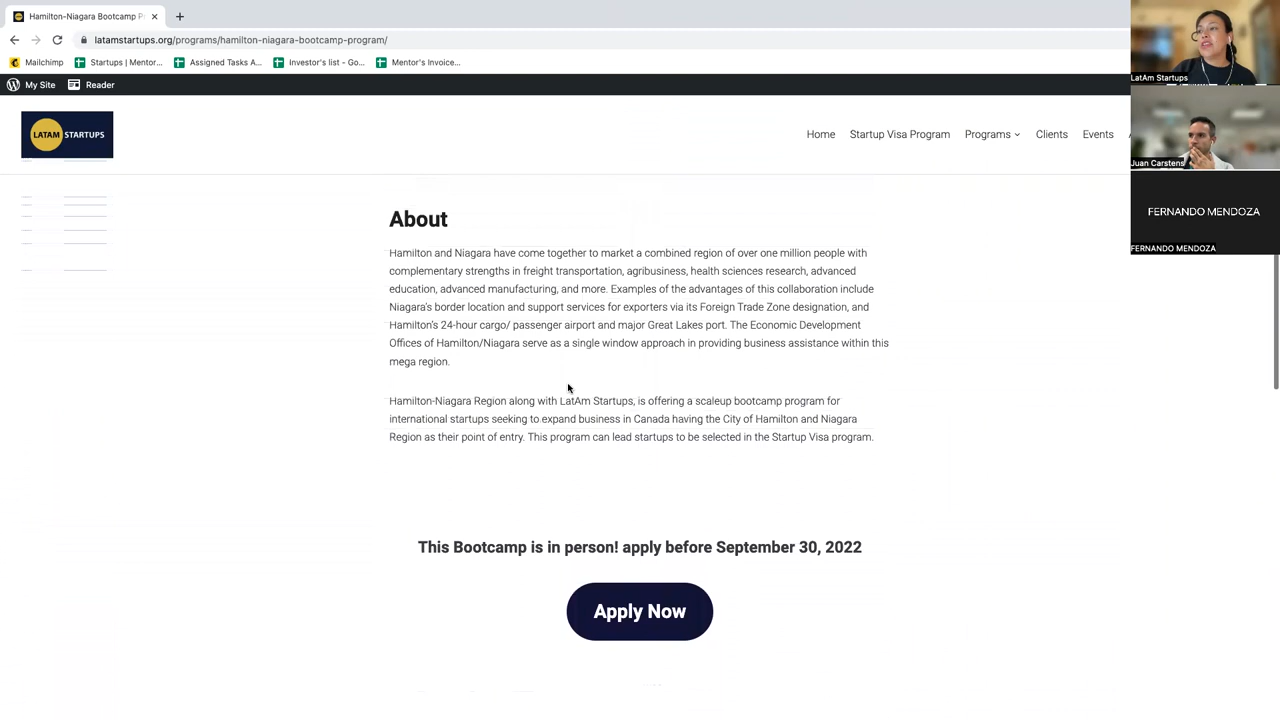 Hamilton-Niagara Bootcamp P
latamstartups.org/programs/hamilton-niagara-bootcamp-program/
Mailchimp
Startups | Mentor...
Assigned Tasks A...
Investor's list - Go...
Mentor's Invoice...
My Site
Reader
LATAM STARTUPS
Home
Startup Visa Program
Programs
Clients
Events
LatAm Startups
Juan Carstens
FERNANDO MENDOZA
FERNANDO MENDOZA
About
Hamilton and Niagara have come together to market a combined region of over one million people with
complementary strengths in freight transportation, agribusiness, health sciences research, advanced
education, advanced manufacturing, and more. Examples of the advantages of this collaboration include
Niagara's border location and support services for exporters via its Foreign Trade Zone designation, and
Hamilton's 24-hour cargo/ passenger airport and major Great Lakes port. The Economic Development
Offices of Hamilton/Niagara serve as a single window approach in providing business assistance within this
mega region.
Hamilton-Niagara Region along with LatAm Startups, is offering a scaleup bootcamp program for
international startups seeking to expand business in Canada having the City of Hamilton and Niagara
Region as their point of entry. This program can lead startups to be selected in the Startup Visa program.
This Bootcamp is in person! apply before September 30, 2022
Apply Now